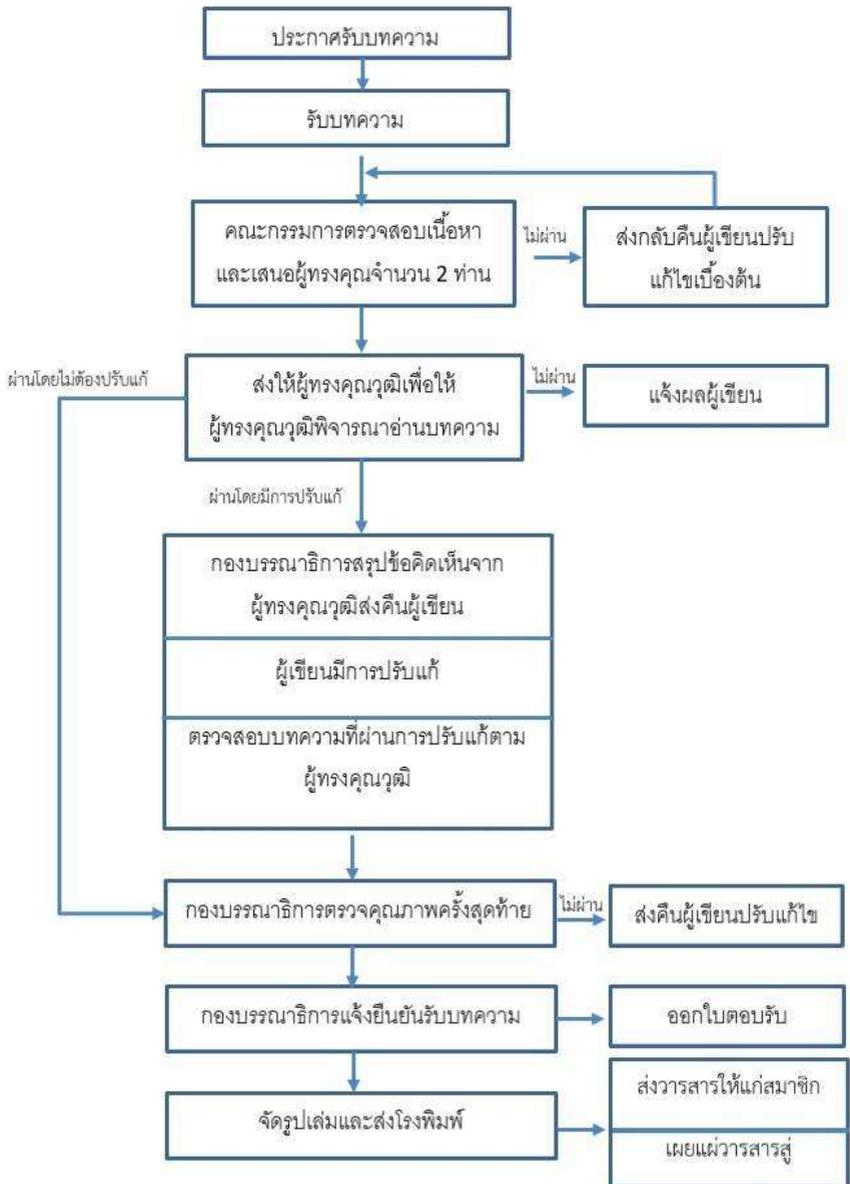 ประกาศรับบทความ
รับบทความ
คณะกรรมการตรวจสอบเนื้อหา
และเสนอผู้ทรงคุณจำนวน 2 ท่าน
ไม่ผ่าน
ส่งกลับคืนผู้เขียนปรับ
แก้ไขเบื้องต้น
ผ่านโดยไม่ต้องปรับแก้
ส่งให้ผู้ทรงคุณวุฒิเพื่อให้
ผู้ทรงคุณวุฒิพิจารณาอ่านบทความ
ไม่ผ่าน
แจ้งผลผู้เขียน
ผ่านโดยมีการปรับแก้
กองบรรณาธิการสรุปข้อคิดเห็นจาก
ผู้ทรงคุณวุฒิส่งคืนผู้เขียน
ผู้เขียนมีการปรับแก้
ตรวจสอบบทความที่ผ่านการปรับแก้ตาม
ผู้ทรงคุณวุฒิ
กองบรรณาธิการตรวจคุณภาพครั้งสุดท้าย
ไม่ผ่าน
ส่งคืนผู้เขียนปรับแก้ไข
กองบรรณาธิการแจ้งยืนยันรับบทความ
ออกใบตอบรับ
จัดรูปเล่มและส่งโรงพิมพ์
ส่งวารสารให้แก่สมาชิก
เผยแผ่วารสารสู่